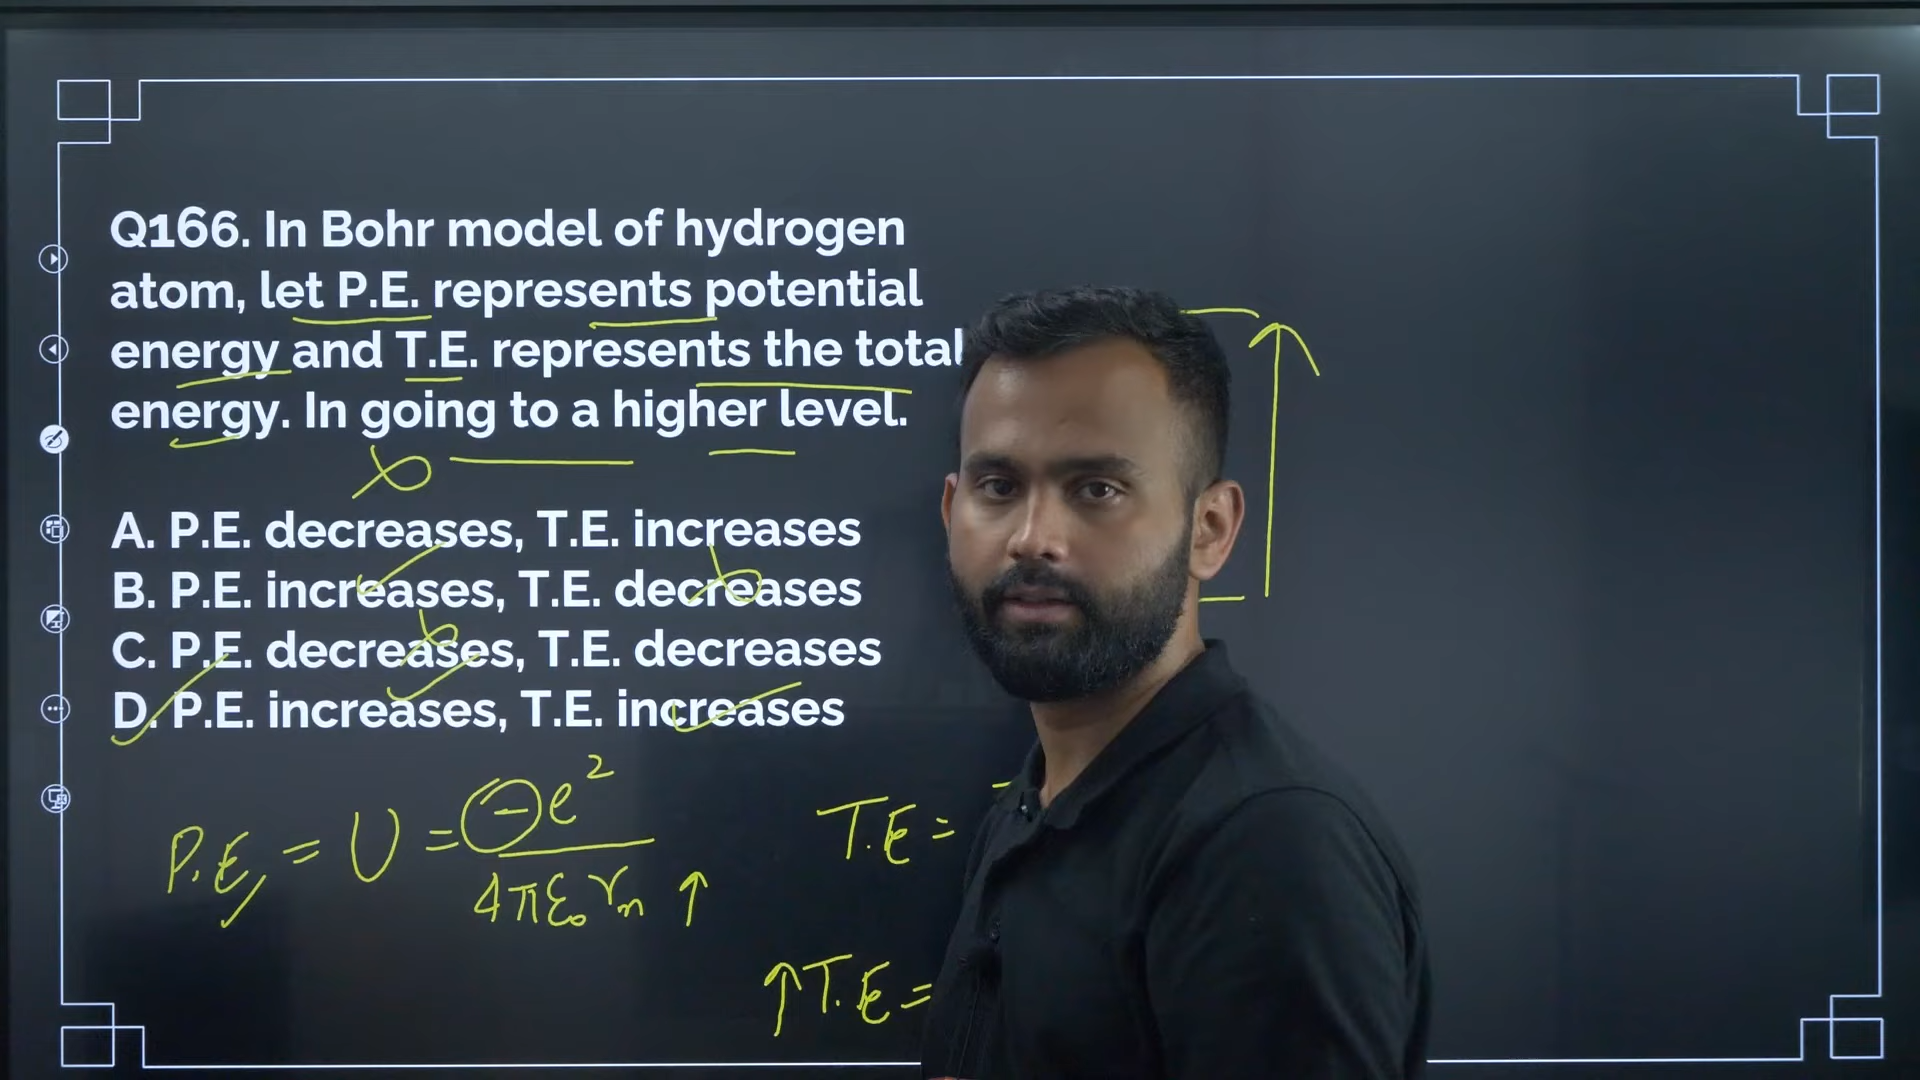 Q166. In Bohr model of hydrogen
atom, let P.E. represents potential
energy and T.E. represents the total
energy. In going to a higher level.
A. P.E. decreases, T.E. increases
B. P.E. increases, T.E. decreases
C. P.E. decreases, T.E. decreases
D. P.E. increases, T.E. increases
P.E, = U = -e² / 4πε₀rₙ ↑
T.E =
↑T.E =